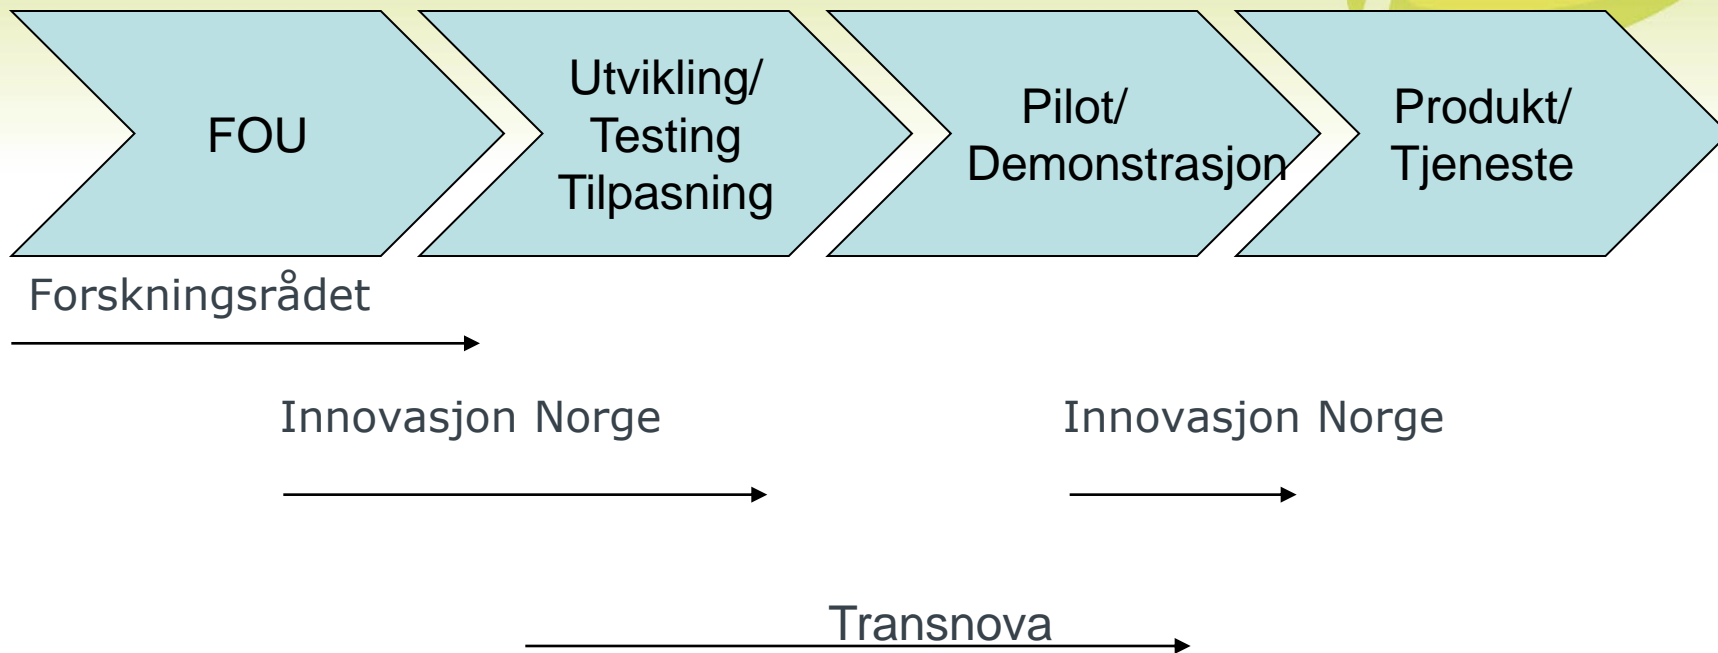 FOU
Utvikling/
Testing
Tilpasning
Pilot/
Demonstrasjon
Produkt/
Tjeneste
Forskningsrådet
Innovasjon Norge
Innovasjon Norge
Transnova